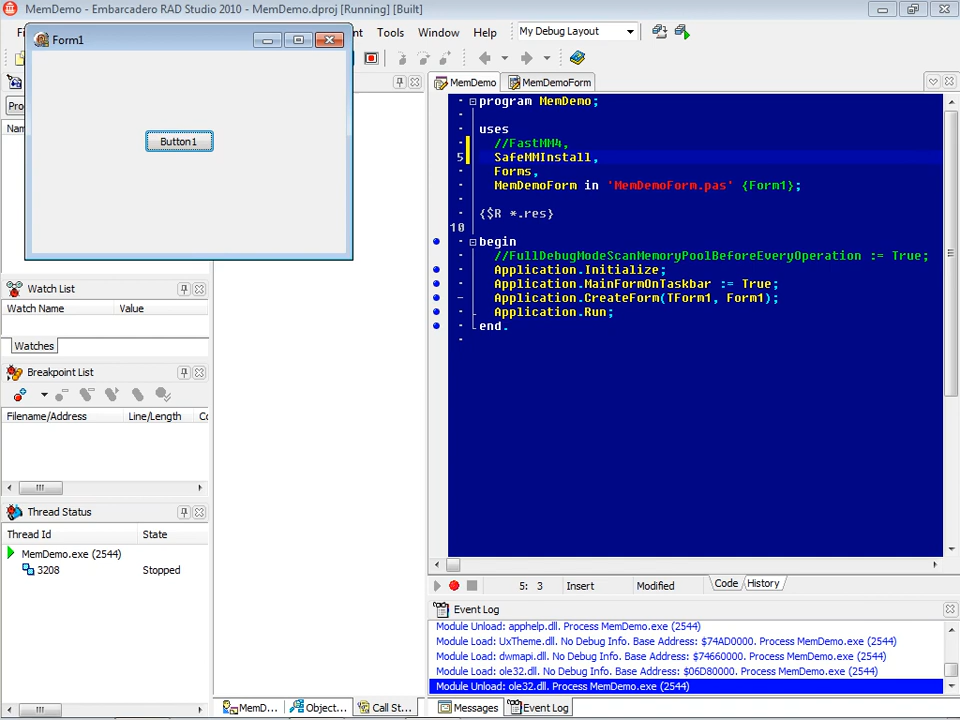 MemDemo - Embarcadero RAD Studio 2010 - MemDemo.dproj [Running] [Built]
Tools Window Help My Debug Layout
Form1
Button1
MemDemo MemDemoForm
program MemDemo;
uses
//FastMM4,
5 SafeMMInstall,
Forms,
MemDemoForm in 'MemDemoForm.pas' {Form1};
{$R *.res}
10
begin
//FullDebugModeScanMemoryPoolBeforeEveryOperation := True;
Application.Initialize;
Application.MainFormOnTaskbar := True;
Application.CreateForm(TForm1, Form1);
Application.Run;
end.
Watch List
Watch Name Value
Watches
Breakpoint List
Filename/Address Line/Length
Thread Status
Thread Id State
MemDemo.exe (2544)
3208 Stopped
5: 3 Insert Modified Code History
Event Log
Module Unload: apphelp.dll. Process MemDemo.exe (2544)
Module Load: UxTheme.dll. No Debug Info. Base Address: $74AD0000. Process MemDemo.exe (2544)
Module Load: dwmapi.dll. No Debug Info. Base Address: $74660000. Process MemDemo.exe (2544)
Module Load: ole32.dll. No Debug Info. Base Address: $06D80000. Process MemDemo.exe (2544)
Module Unload: ole32.dll. Process MemDemo.exe (2544)
MemD... Object... Call St... Messages Event Log